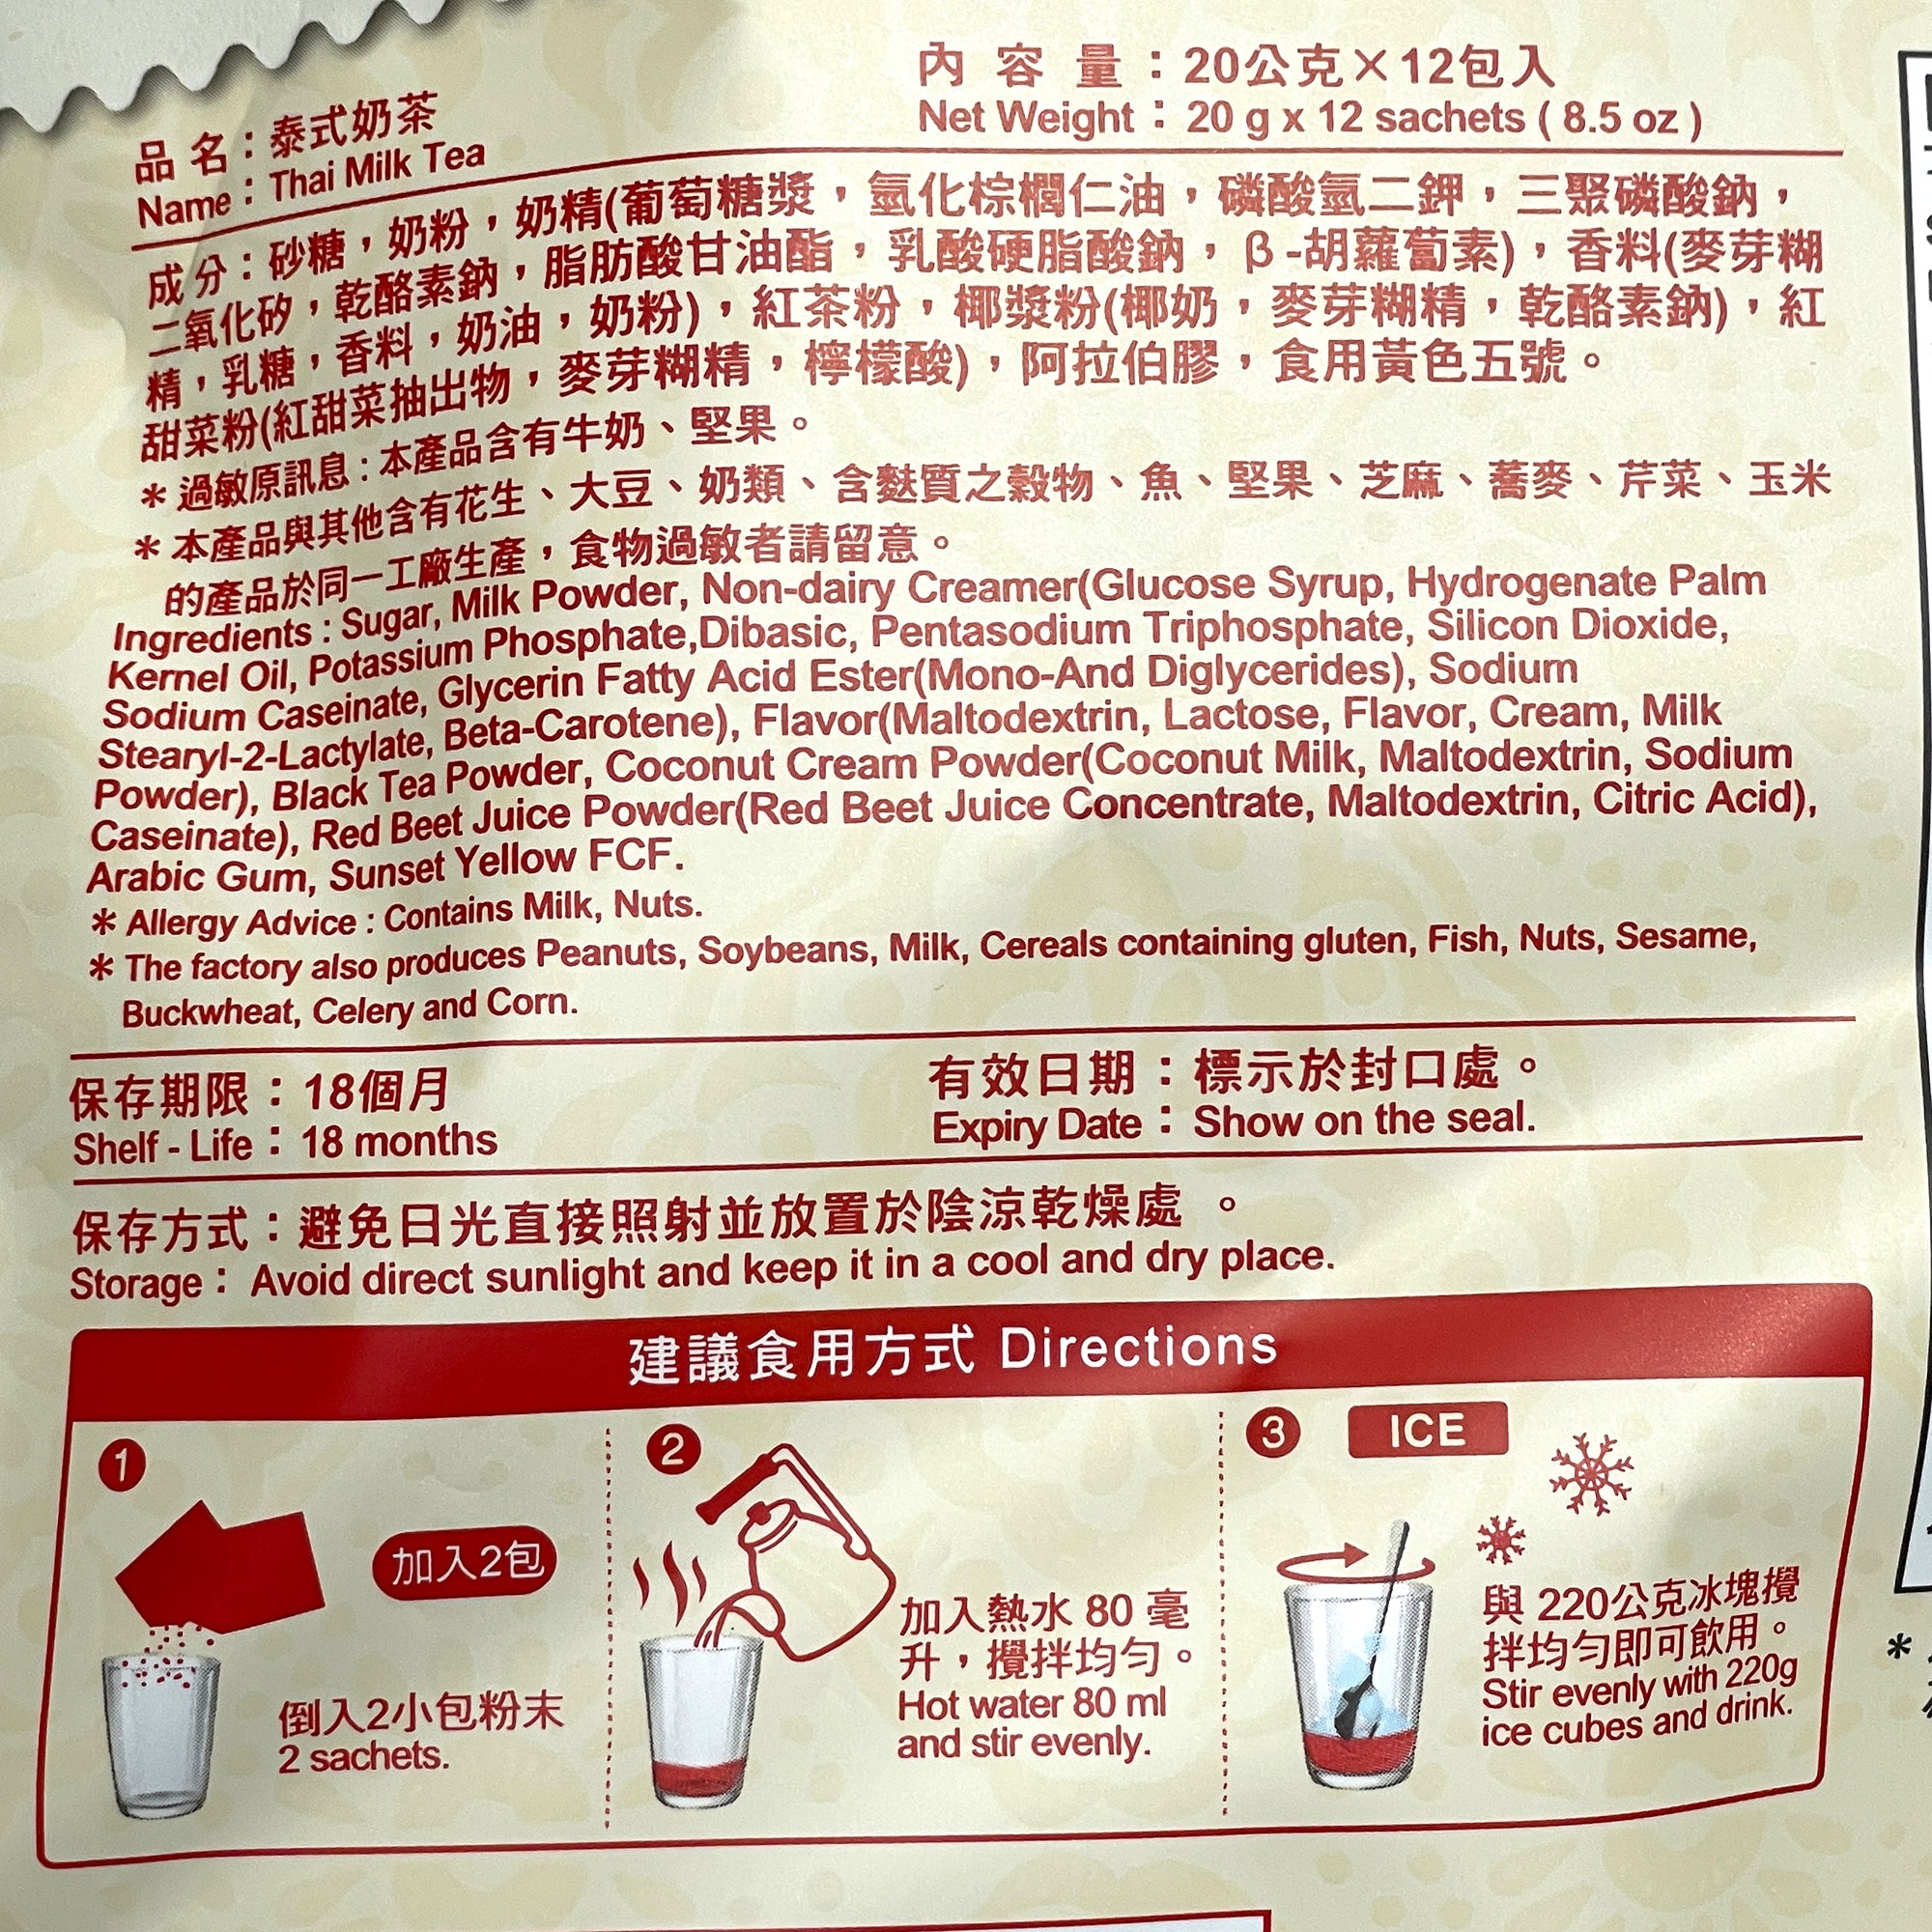 品 名：泰式奶茶
Name：Thai Milk Tea
內 容 量：20公克×12包入
Net Weight：20 g x 12 sachets ( 8.5 oz )
成 分：砂糖，奶粉，奶精(葡萄糖漿，氫化棕櫚仁油，磷酸氫二鉀，三聚磷酸鈉，
二氧化矽，乾酪素鈉，脂肪酸甘油酯，乳酸硬脂酸鈉，β-胡蘿蔔素)，香料(麥芽糊
精，乳糖，香料，奶油，奶粉)，紅茶粉，椰漿粉(椰奶，麥芽糊精，乾酪素鈉)，紅
甜菜粉(紅甜菜抽出物，麥芽糊精，檸檬酸)，阿拉伯膠，食用黃色五號。
＊過敏原訊息：本產品含有牛奶、堅果。
＊本產品與其他含有花生、大豆、奶類、含麩質之穀物、魚、堅果、芝麻、蕎麥、芹菜、玉米
的產品於同一工廠生產，食物過敏者請留意。
Ingredients : Sugar, Milk Powder, Non-dairy Creamer(Glucose Syrup, Hydrogenate Palm
Kernel Oil, Potassium Phosphate,Dibasic, Pentasodium Triphosphate, Silicon Dioxide,
Sodium Caseinate, Glycerin Fatty Acid Ester(Mono-And Diglycerides), Sodium
Stearyl-2-Lactylate, Beta-Carotene), Flavor(Maltodextrin, Lactose, Flavor, Cream, Milk
Powder), Black Tea Powder, Coconut Cream Powder(Coconut Milk, Maltodextrin, Sodium
Caseinate), Red Beet Juice Powder(Red Beet Juice Concentrate, Maltodextrin, Citric Acid),
Arabic Gum, Sunset Yellow FCF.
＊Allergy Advice : Contains Milk, Nuts.
＊The factory also produces Peanuts, Soybeans, Milk, Cereals containing gluten, Fish, Nuts, Sesame,
Buckwheat, Celery and Corn.
保存期限：18個月
Shelf - Life：18 months
有效日期：標示於封口處。
Expiry Date：Show on the seal.
保存方式：避免日光直接照射並放置於陰涼乾燥處 。
Storage：Avoid direct sunlight and keep it in a cool and dry place.
建議食用方式 Directions
1
加入2包
倒入2小包粉末
2 sachets.
2
加入熱水 80 毫
升，攪拌均勻。
Hot water 80 ml
and stir evenly.
3
ICE
與 220公克冰塊攪
拌均勻即可飲用。
Stir evenly with 220g
ice cubes and drink.